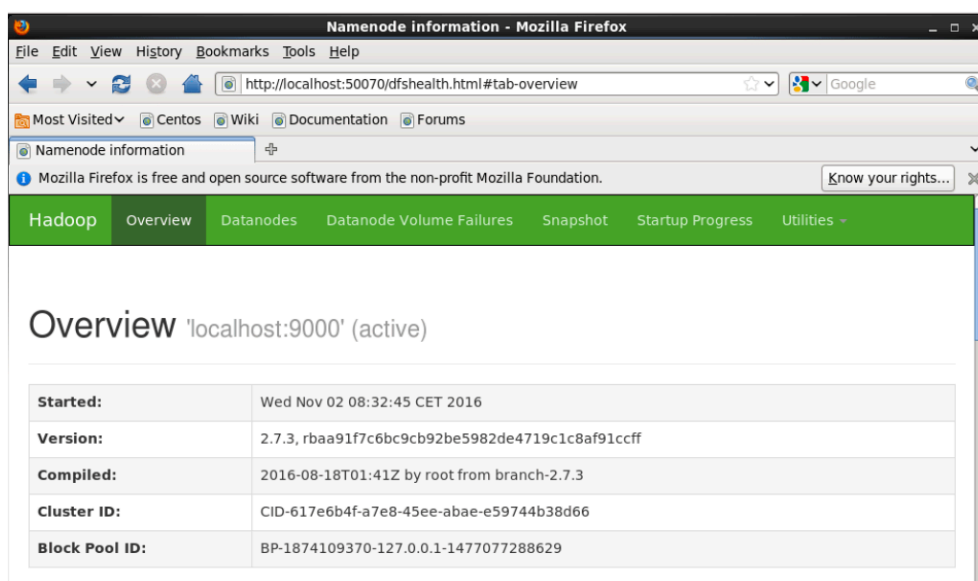 Namenode information - Mozilla Firefox
File Edit View History Bookmarks Tools Help
http://localhost:50070/dfshealth.html#tab-overview Google
Most Visited Centos Wiki Documentation Forums
Namenode information
Mozilla Firefox is free and open source software from the non-profit Mozilla Foundation. Know your rights...
Hadoop Overview Datanodes Datanode Volume Failures Snapshot Startup Progress Utilities
Overview 'localhost:9000' (active)
Started: Wed Nov 02 08:32:45 CET 2016
Version: 2.7.3, rbaa91f7c6bc9cb92be5982de4719c1c8af91ccff
Compiled: 2016-08-18T01:41Z by root from branch-2.7.3
Cluster ID: CID-617e6b4f-a7e8-45ee-abae-e59744b38d66
Block Pool ID: BP-1874109370-127.0.0.1-1477077288629